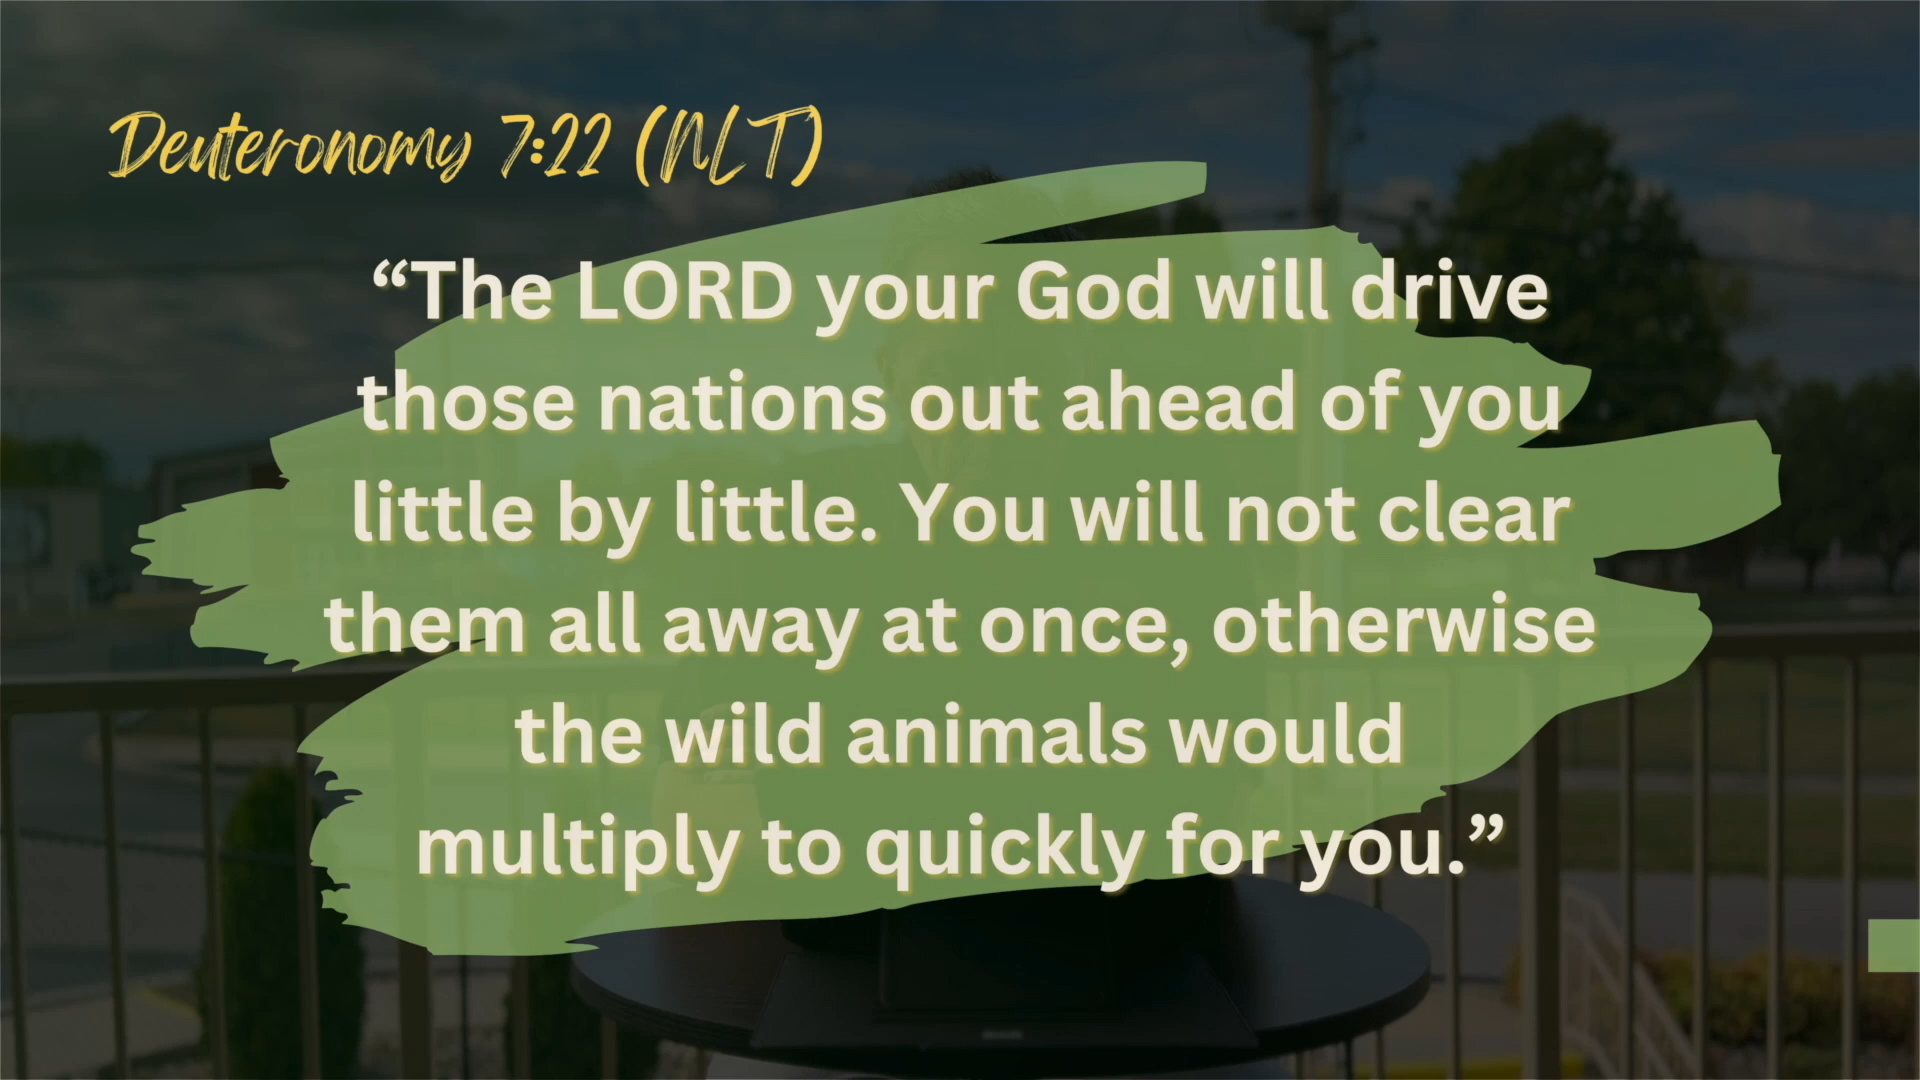 Deuteronomy 7:22 (NLT)
“The LORD your God will drive
those nations out ahead of you
little by little. You will not clear
them all away at once, otherwise
the wild animals would
multiply to quickly for you.”